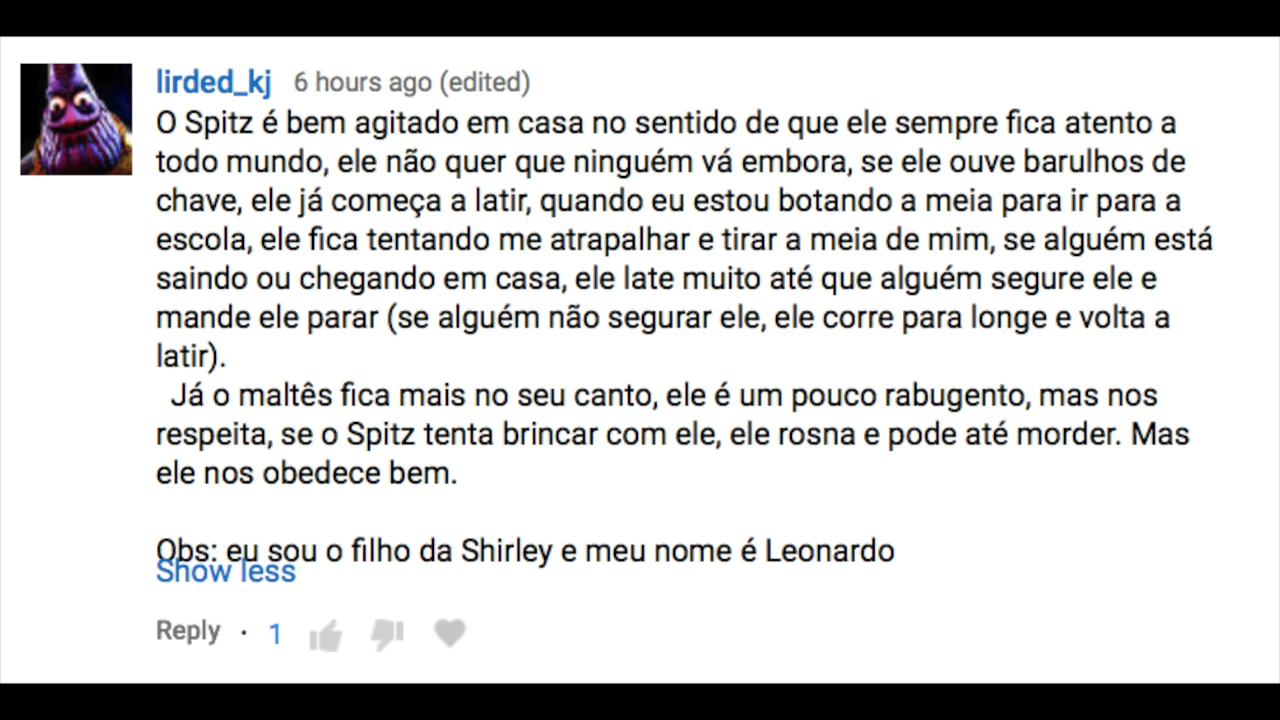 lirded_kj 6 hours ago (edited)
O Spitz é bem agitado em casa no sentido de que ele sempre fica atento a
todo mundo, ele não quer que ninguém vá embora, se ele ouve barulhos de
chave, ele já começa a latir, quando eu estou botando a meia para ir para a
escola, ele fica tentando me atrapalhar e tirar a meia de mim, se alguém está
saindo ou chegando em casa, ele late muito até que alguém segure ele e
mande ele parar (se alguém não segurar ele, ele corre para longe e volta a
latir).
Já o maltês fica mais no seu canto, ele é um pouco rabugento, mas nos
respeita, se o Spitz tenta brincar com ele, ele rosna e pode até morder. Mas
ele nos obedece bem.
Obs: eu sou o filho da Shirley e meu nome é Leonardo
Show less
Reply · 1